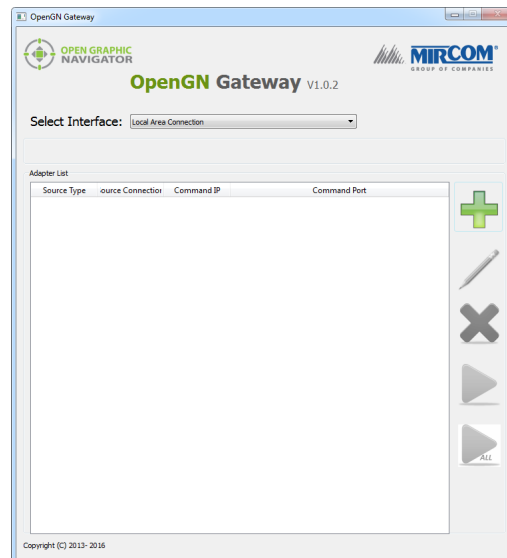 OpenGN Gateway
OPEN GRAPHIC
NAVIGATOR
MIRCOM®
GROUP OF COMPANIES
OpenGN Gateway V1.0.2
Select Interface: Local Area Connection
Adapter List
Source Type ource Connectior Command IP Command Port
ALL
Copyright (C) 2013- 2016